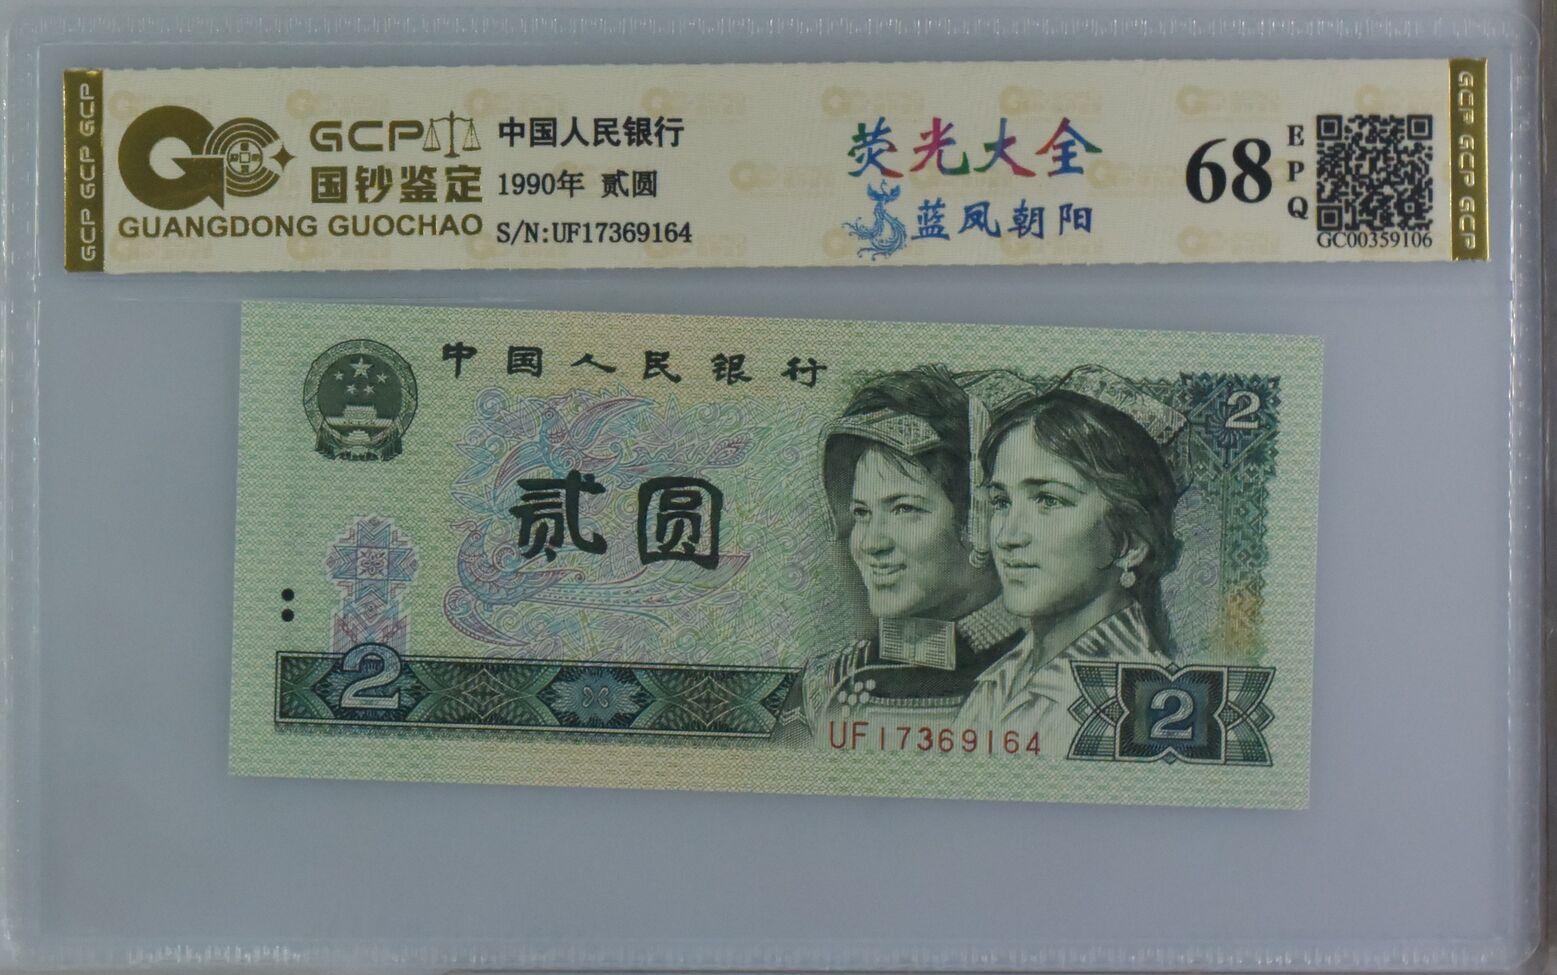 GCP GCP GCP
GCP
国钞鉴定
GUANGDONG GUOCHAO
中国人民银行
1990年 贰圆
S/N:UF17369164
荧光大全
蓝凤朝阳
68
EPQ
GC00359106
GCP GCP GCP
中国人民银行
贰圆
2
2
2
UF17369164